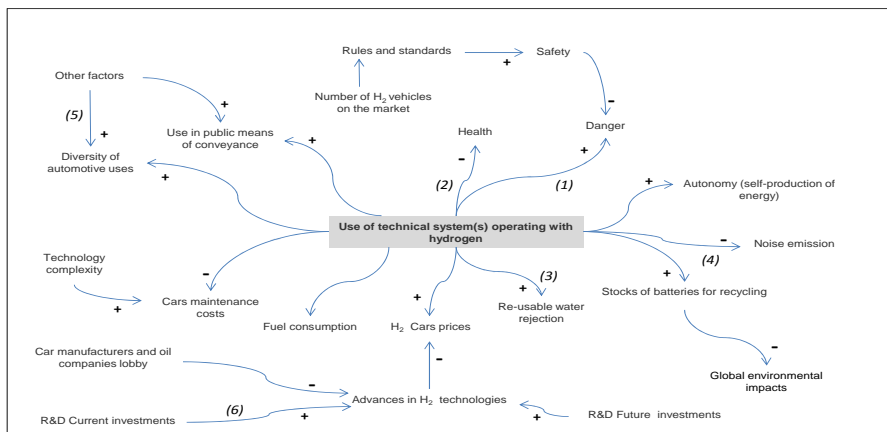 Rules and standards
+
Safety
Other factors
Number of H2 vehicles
on the market
-
(5)
+
+
Use in public means
of conveyance
+
Health
Danger
Diversity of
automotive uses
+
-
+
(2)
(1)
+
Autonomy (self-production of
energy)
Use of technical system(s) operating with
hydrogen
-
Noise emission
(4)
Technology
complexity
-
+
Cars maintenance
costs
(3)
+
Re-usable water
rejection
+
Stocks of batteries for recycling
Fuel consumption
+
H2 Cars prices
-
Car manufacturers and oil
companies lobby
-
-
Global environmental
impacts
Advances in H2 technologies
R&D Current investments
(6)
+
+
R&D Future investments